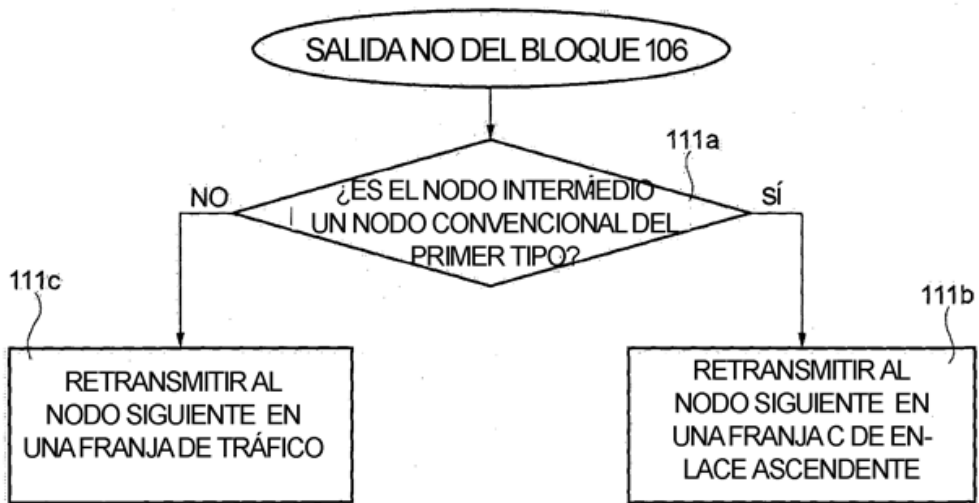 SALIDA NO DEL BLOQUE 106
111a
NO
¿ES EL NODO INTERMEDIO
UN NODO CONVENCIONAL DEL
PRIMER TIPO?
SÍ
111c
111b
RETRANSMITIR AL
NODO SIGUIENTE EN
UNA FRANJA DE TRÁFICO
RETRANSMITIR AL
NODO SIGUIENTE EN
UNA FRANJA C DE EN-
LACE ASCENDENTE